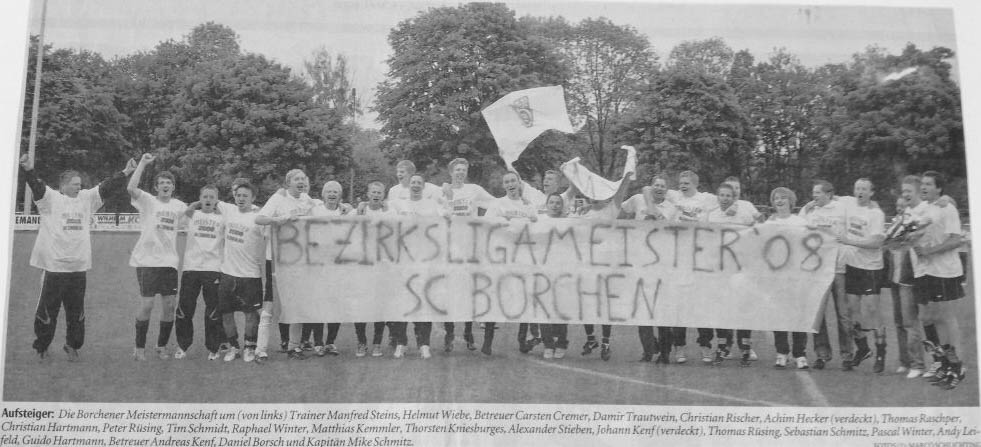 BEZIRKSLIGAMEISTER 08
SC BORCHEN
Aufsteiger: Die Borchener Meistermannschaft um (von links) Trainer Manfred Steins, Helmut Wiebe, Betreuer Carsten Cremer, Damir Trautwein, Christian Rischer, Achim Hecker (verdeckt), Thomas Raschper,
Christian Hartmann, Peter Rüsing, Tim Schmidt, Raphael Winter, Matthias Kemmler, Thorsten Kniesburges, Alexander Stieben, Johann Kenf (verdeckt), Thomas Rüsing, Sebastian Schmitz, Pascal Winter, Andy Lei-
feld, Guido Hartmann, Betreuer Andreas Kenf, Daniel Borsch und Kapitän Mike Schmitz.